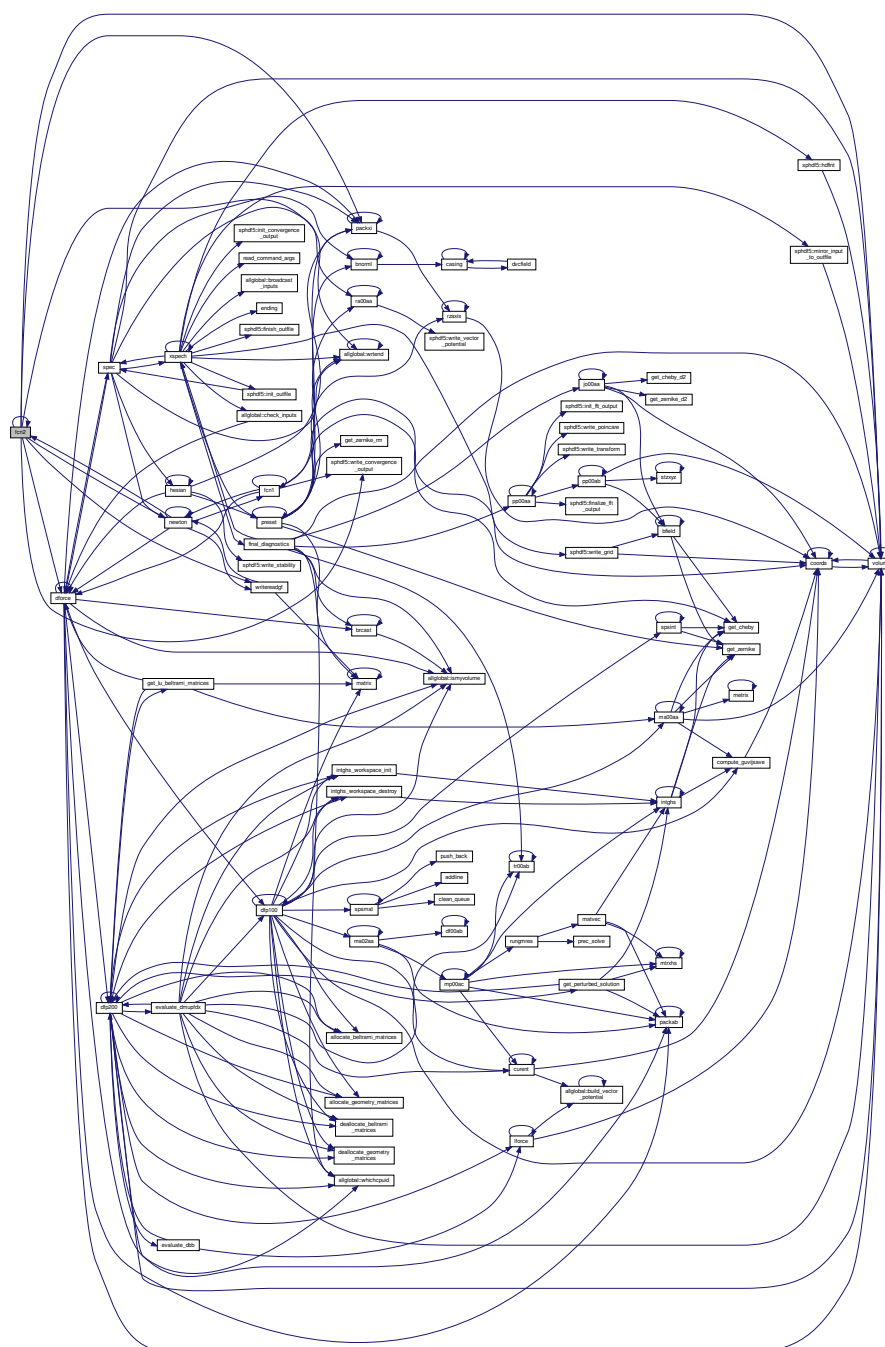 sphdf5::hdfint
sphdf5::mirror_input
_to_outfile
packxi
sphdf5::init_convergence
_output
read_command_args
bnorml
casing
dvcfield
allglobal::broadcast
_inputs
ra00aa
ending
rzaxis
sphdf5::finish_outfile
sphdf5::write_vector
_potential
xspech
allglobal::wrtend
spec
get_cheby_d2
jo00aa
sphdf5::init_outfile
get_zernike_d2
sphdf5::init_fft_output
allglobal::check_inputs
sphdf5::write_poincare
fcn2
get_zernike_rm
sphdf5::write_transform
sphdf5::write_convergence
_output
stzxyz
pp00ab
hesian
fcn1
pp00aa
sphdf5::finalize_fft
_output
newton
preset
bfield
final_diagnostics
sphdf5::write_grid
coords
volume
sphdf5::write_stability
writereadgf
dforce
brcast
spsint
get_cheby
get_zernike
allglobal::ismyvolume
get_lu_beltrami_matrices
matrix
metrix
ma00aa
compute_guvijsave
intghs_workspace_init
intghs_workspace_destroy
intghs
push_back
tr00ab
addline
clean_queue
dfp100
spsmat
matvec
df00ab
ma02aa
rungmres
prec_solve
mtrxhs
mp00ac
get_perturbed_solution
dfp200
evaluate_dmupfdx
packab
allocate_beltrami_matrices
curent
allglobal::build_vector
_potential
allocate_geometry_matrices
deallocate_beltrami
_matrices
lforce
deallocate_geometry
_matrices
allglobal::whichcpuid
evaluate_dbb